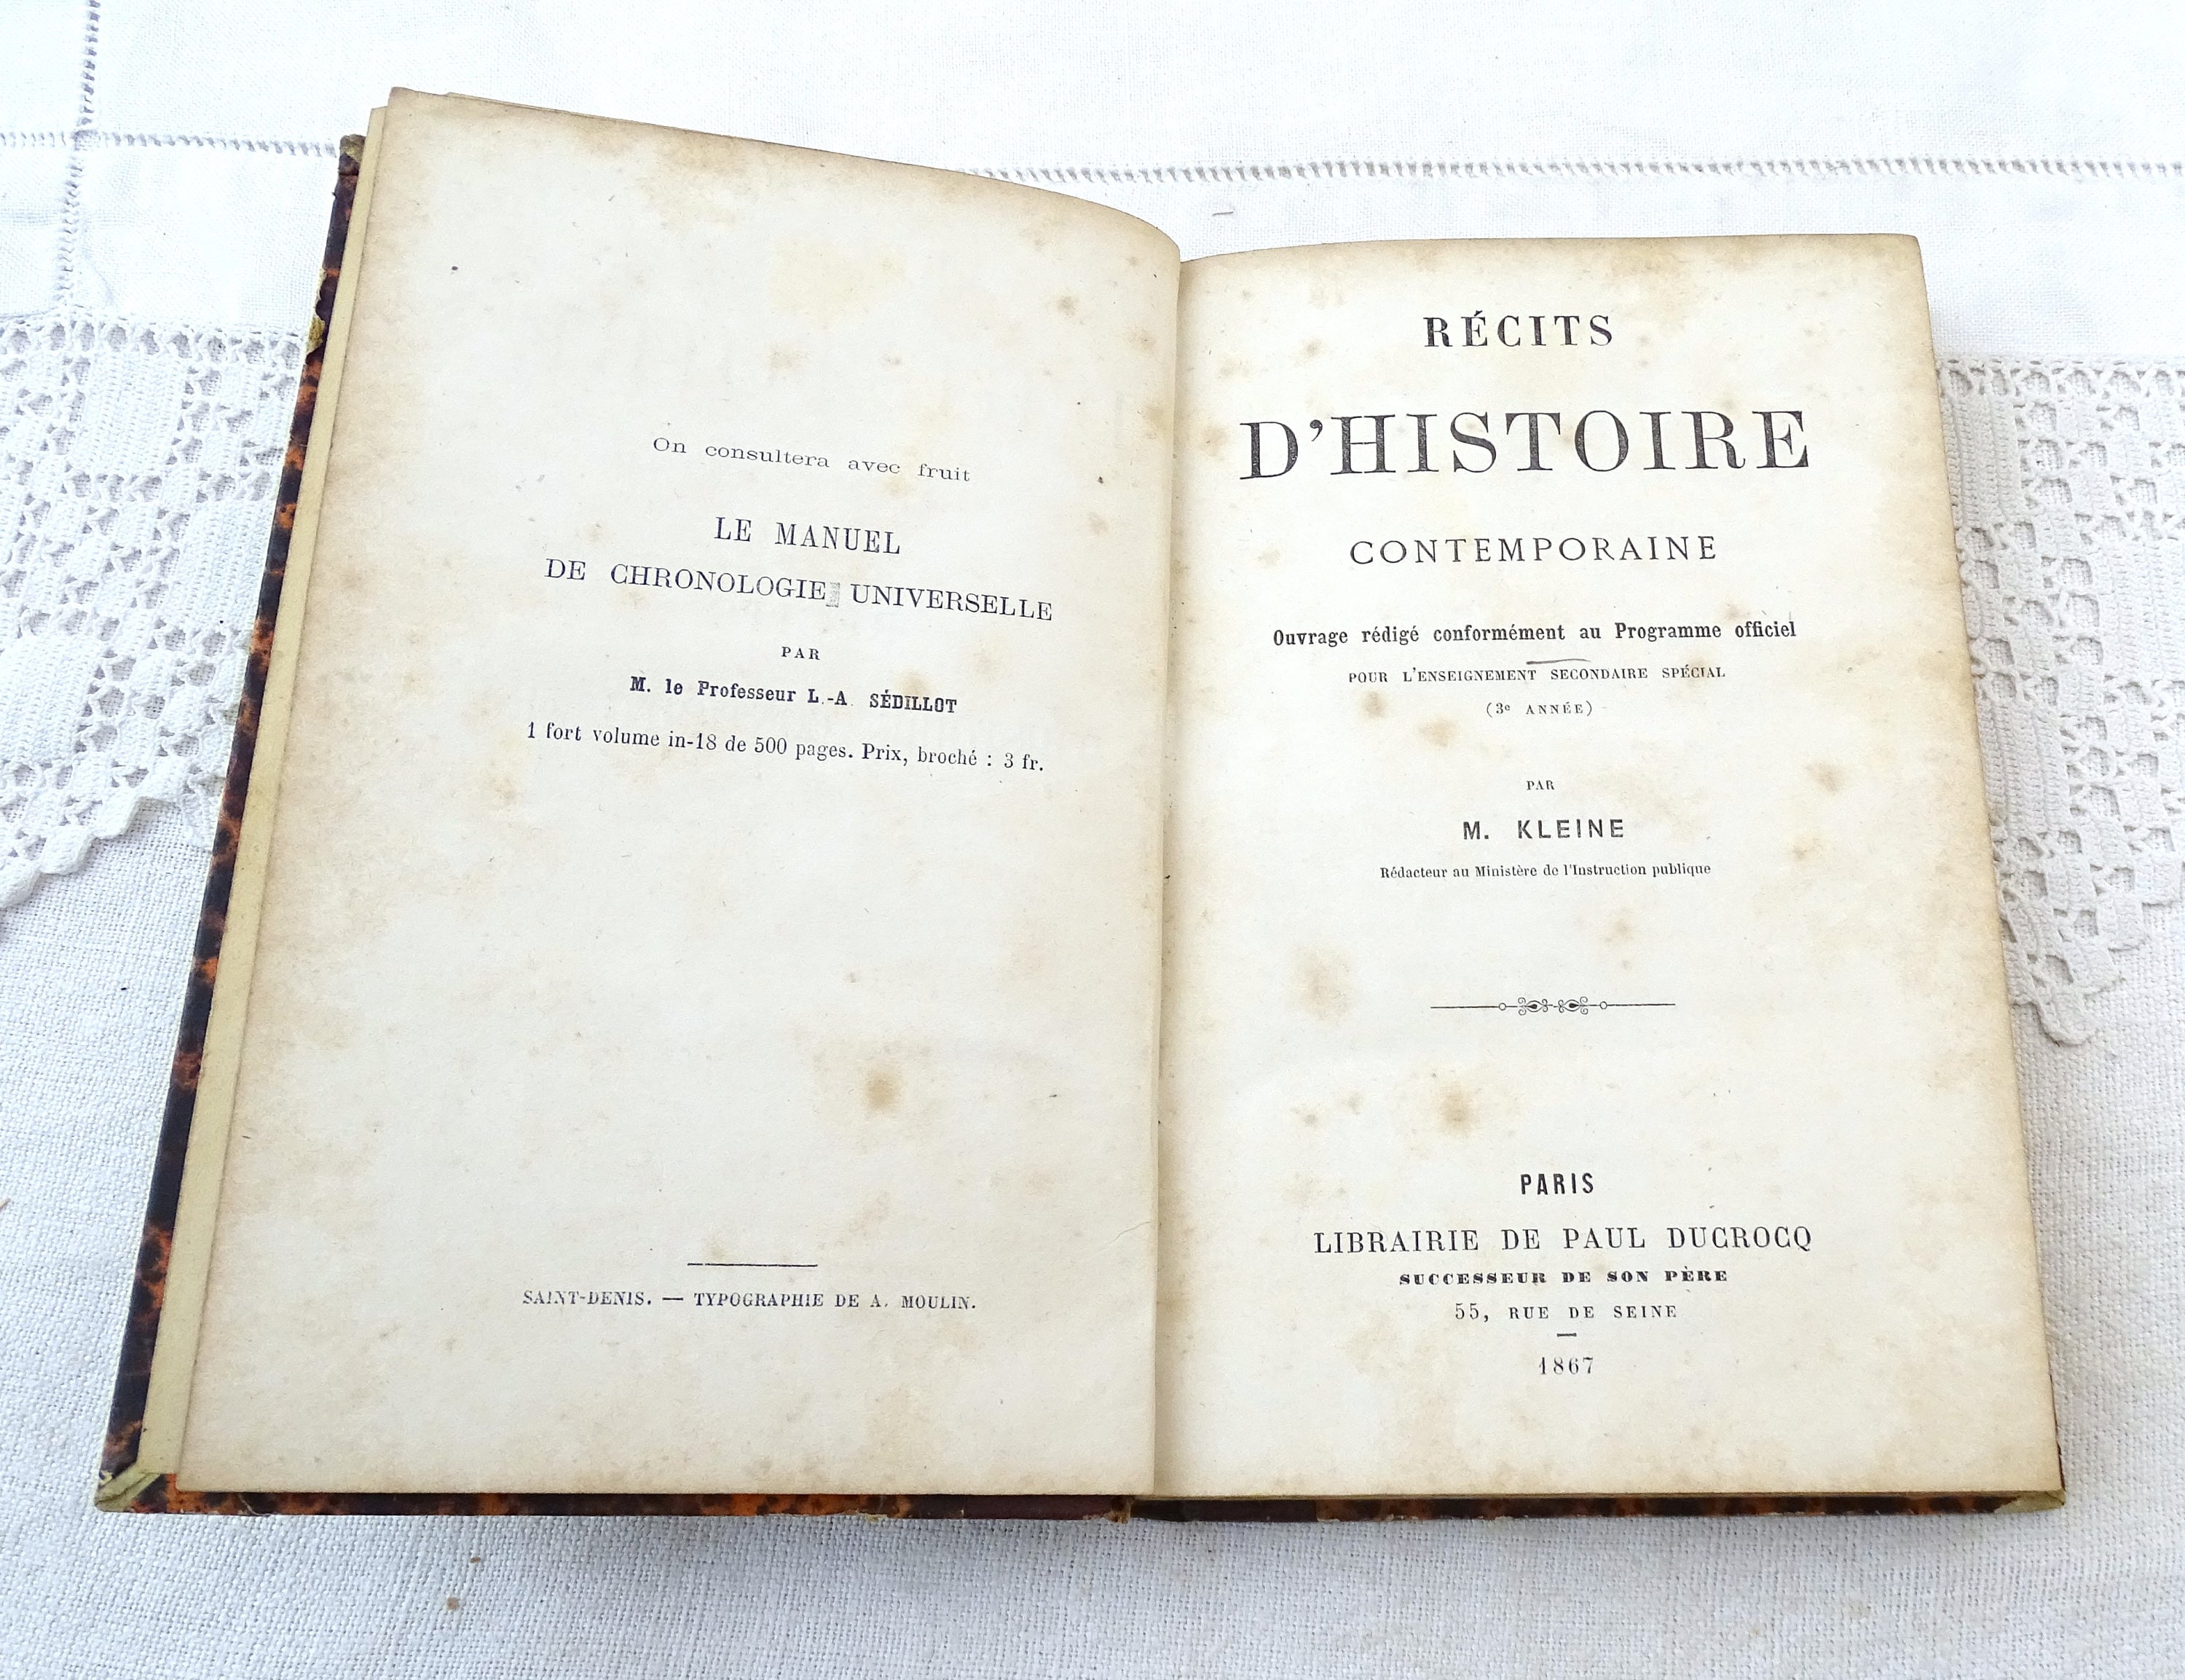 On consultera avec fruit
LE MANUEL
DE CHRONOLOGIE UNIVERSELLE
PAR
M. le Professeur L.-A. SÉDILLOT
1 fort volume in-18 de 500 pages. Prix, broché : 3 fr.
SAINT-DENIS. — TYPOGRAPHIE DE A. MOULIN.
RÉCITS
D'HISTOIRE
CONTEMPORAINE
Ouvrage rédigé conformément au Programme officiel
POUR L'ENSEIGNEMENT SECONDAIRE SPÉCIAL
(3e ANNÉE)
PAR
M. KLEINE
Rédacteur au Ministère de l'Instruction publique
PARIS
LIBRAIRIE DE PAUL DUCROCQ
SUCCESSEUR DE SON PÈRE
55, RUE DE SEINE
1867